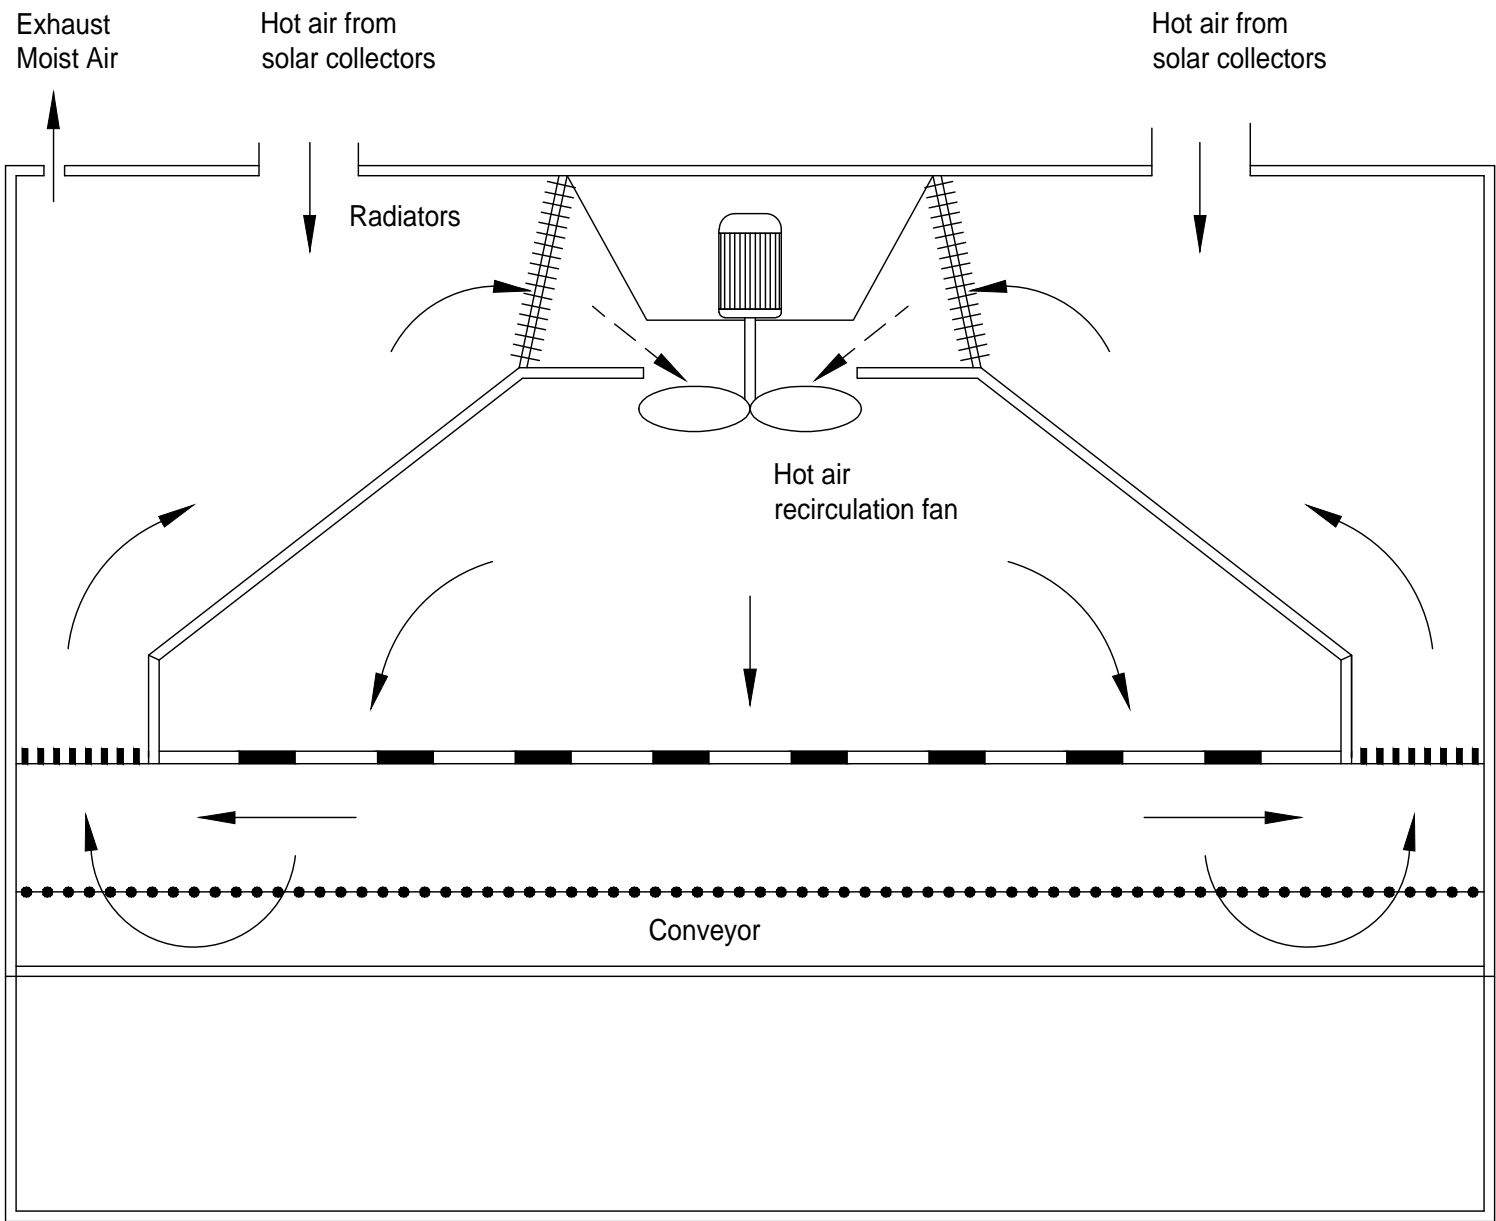 Exhaust
Moist Air
Hot air from
solar collectors
Hot air from
solar collectors
Radiators
Hot air
recirculation fan
Conveyor